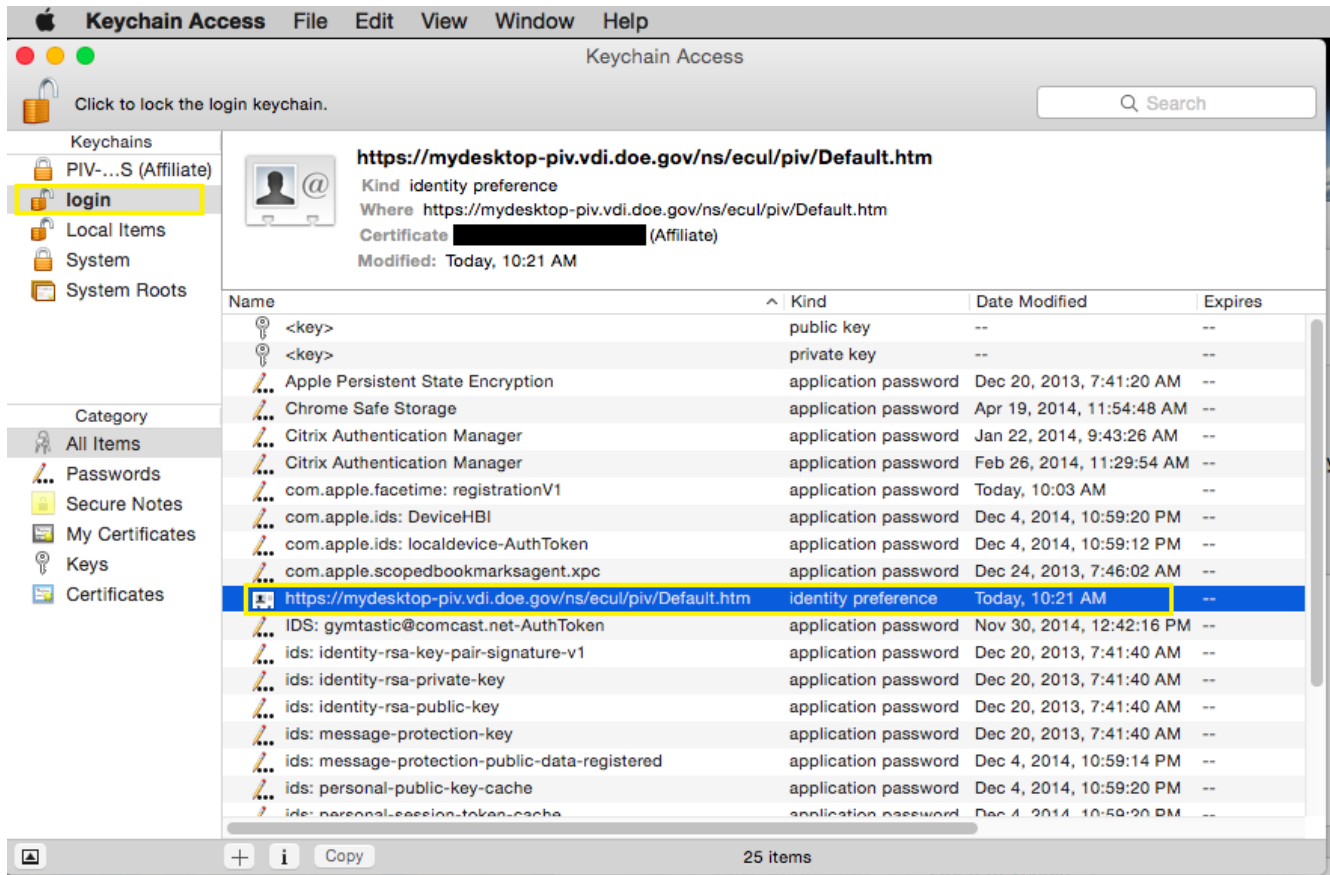 Keychain Access File Edit View Window Help
Keychain Access
Click to lock the login keychain.
Search
Keychains
PIV-...S (Affiliate)
login
Local Items
System
System Roots
https://mydesktop-piv.vdi.doe.gov/ns/ecul/piv/Default.htm
Kind identity preference
Where https://mydesktop-piv.vdi.doe.gov/ns/ecul/piv/Default.htm
Certificate (Affiliate)
Modified: Today, 10:21 AM
Name Kind Date Modified Expires
<key> public key -- --
<key> private key -- --
Apple Persistent State Encryption application password Dec 20, 2013, 7:41:20 AM --
Chrome Safe Storage application password Apr 19, 2014, 11:54:48 AM --
Citrix Authentication Manager application password Jan 22, 2014, 9:43:26 AM --
Citrix Authentication Manager application password Feb 26, 2014, 11:29:54 AM --
com.apple.facetime: registrationV1 application password Today, 10:03 AM --
com.apple.ids: DeviceHBI application password Dec 4, 2014, 10:59:20 PM --
com.apple.ids: localdevice-AuthToken application password Dec 4, 2014, 10:59:12 PM --
com.apple.scopedbookmarksagent.xpc application password Dec 24, 2013, 7:46:02 AM --
https://mydesktop-piv.vdi.doe.gov/ns/ecul/piv/Default.htm identity preference Today, 10:21 AM --
IDS: gymtastic@comcast.net-AuthToken application password Nov 30, 2014, 12:42:16 PM --
ids: identity-rsa-key-pair-signature-v1 application password Dec 20, 2013, 7:41:40 AM --
ids: identity-rsa-private-key application password Dec 20, 2013, 7:41:40 AM --
ids: identity-rsa-public-key application password Dec 20, 2013, 7:41:40 AM --
ids: message-protection-key application password Dec 20, 2013, 7:41:40 AM --
ids: message-protection-public-data-registered application password Dec 4, 2014, 10:59:14 PM --
ids: personal-public-key-cache application password Dec 4, 2014, 10:59:20 PM --
ids: personal-session-token-cache application password Dec 4, 2014, 10:59:20 PM --
Category
All Items
Passwords
Secure Notes
My Certificates
Keys
Certificates
Copy
25 items